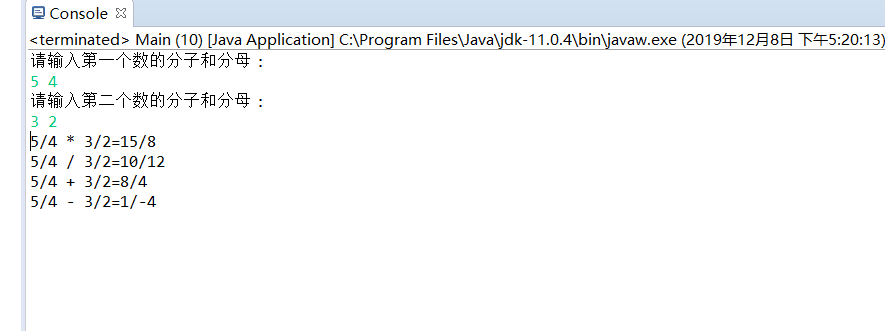 Console
<terminated> Main (10) [Java Application] C:\Program Files\Java\jdk-11.0.4\bin\javaw.exe (2019年12月8日 下午5:20:13)
请输入第一个数的分子和分母 :
5 4
请输入第二个数的分子和分母 :
3 2
5/4 * 3/2=15/8
5/4 / 3/2=10/12
5/4 + 3/2=8/4
5/4 - 3/2=1/-4